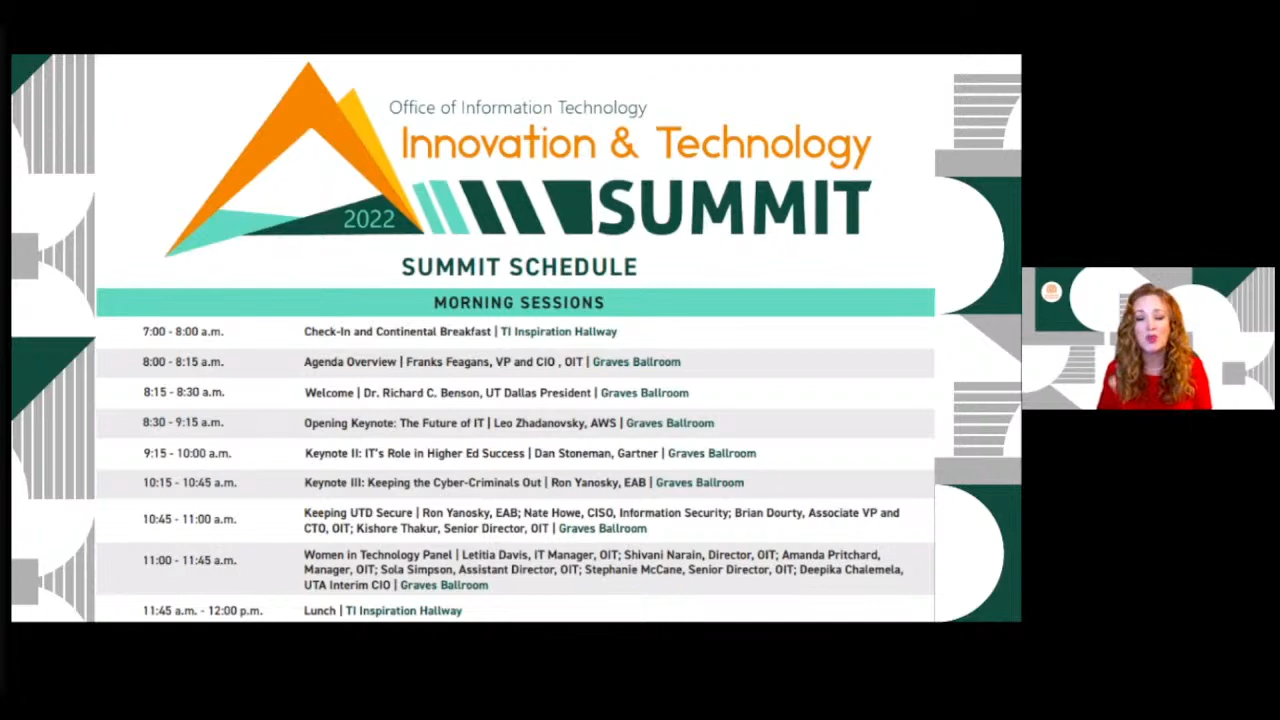 Office of Information Technology
Innovation & Technology
SUMMIT
2022
SUMMIT SCHEDULE
MORNING SESSIONS
7:00 - 8:00 a.m. Check-In and Continental Breakfast | TI Inspiration Hallway
8:00 - 8:15 a.m. Agenda Overview | Franks Feagans, VP and CIO , OIT | Graves Ballroom
8:15 - 8:30 a.m. Welcome | Dr. Richard C. Benson, UT Dallas President | Graves Ballroom
8:30 - 9:15 a.m. Opening Keynote: The Future of IT | Leo Zhadanovsky, AWS | Graves Ballroom
9:15 - 10:00 a.m. Keynote II: IT's Role in Higher Ed Success | Dan Stoneman, Gartner | Graves Ballroom
10:15 - 10:45 a.m. Keynote III: Keeping the Cyber-Criminals Out | Ron Yanosky, EAB | Graves Ballroom
10:45 - 11:00 a.m. Keeping UTD Secure | Ron Yanosky, EAB; Nate Howe, CISO, Information Security; Brian Dourty, Associate VP and
CTO, OIT; Kishore Thakur, Senior Director, OIT | Graves Ballroom
11:00 - 11:45 a.m. Women in Technology Panel | Letitia Davis, IT Manager, OIT; Shivani Narain, Director, OIT; Amanda Pritchard,
Manager, OIT; Sola Simpson, Assistant Director, OIT; Stephanie McCane, Senior Director, OIT; Deepika Chalemela,
UTA Interim CIO | Graves Ballroom
11:45 a.m. - 12:00 p.m. Lunch | TI Inspiration Hallway